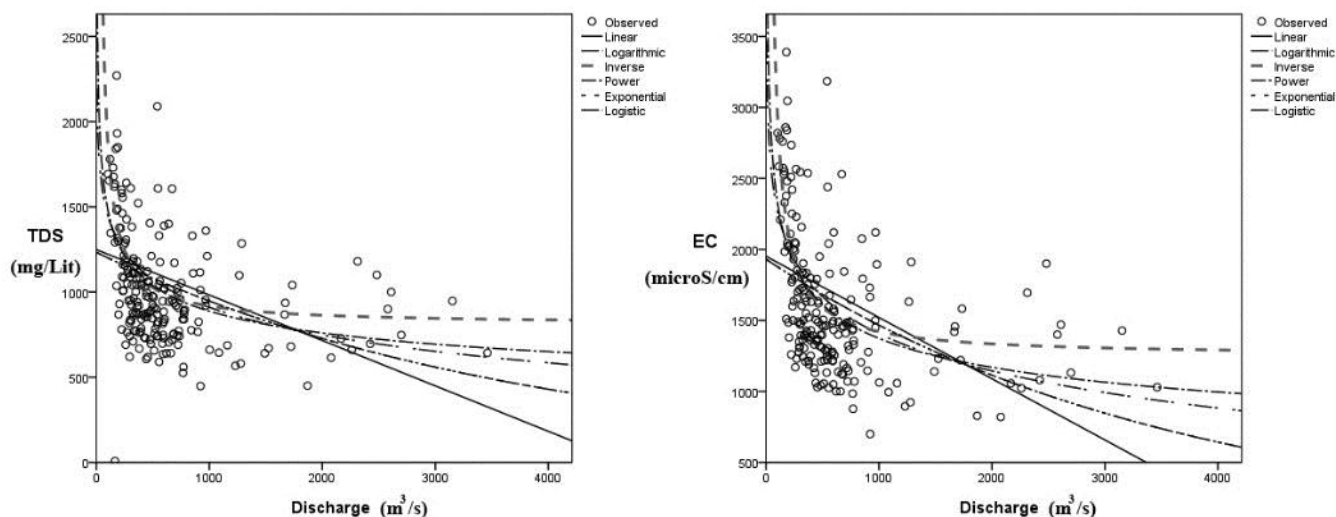 2500
2000
1500
TDS
(mg/Lit)
1000
500
0
0 1000 2000 3000 4000
Discharge (m³/s)
Observed
Linear
Logarithmic
Inverse
Power
Exponential
Logistic
3500
3000
2500
2000
EC
(microS/cm)
1500
1000
500
0 1000 2000 3000 4000
Discharge (m³/s)
Observed
Linear
Logarithmic
Inverse
Power
Exponential
Logistic